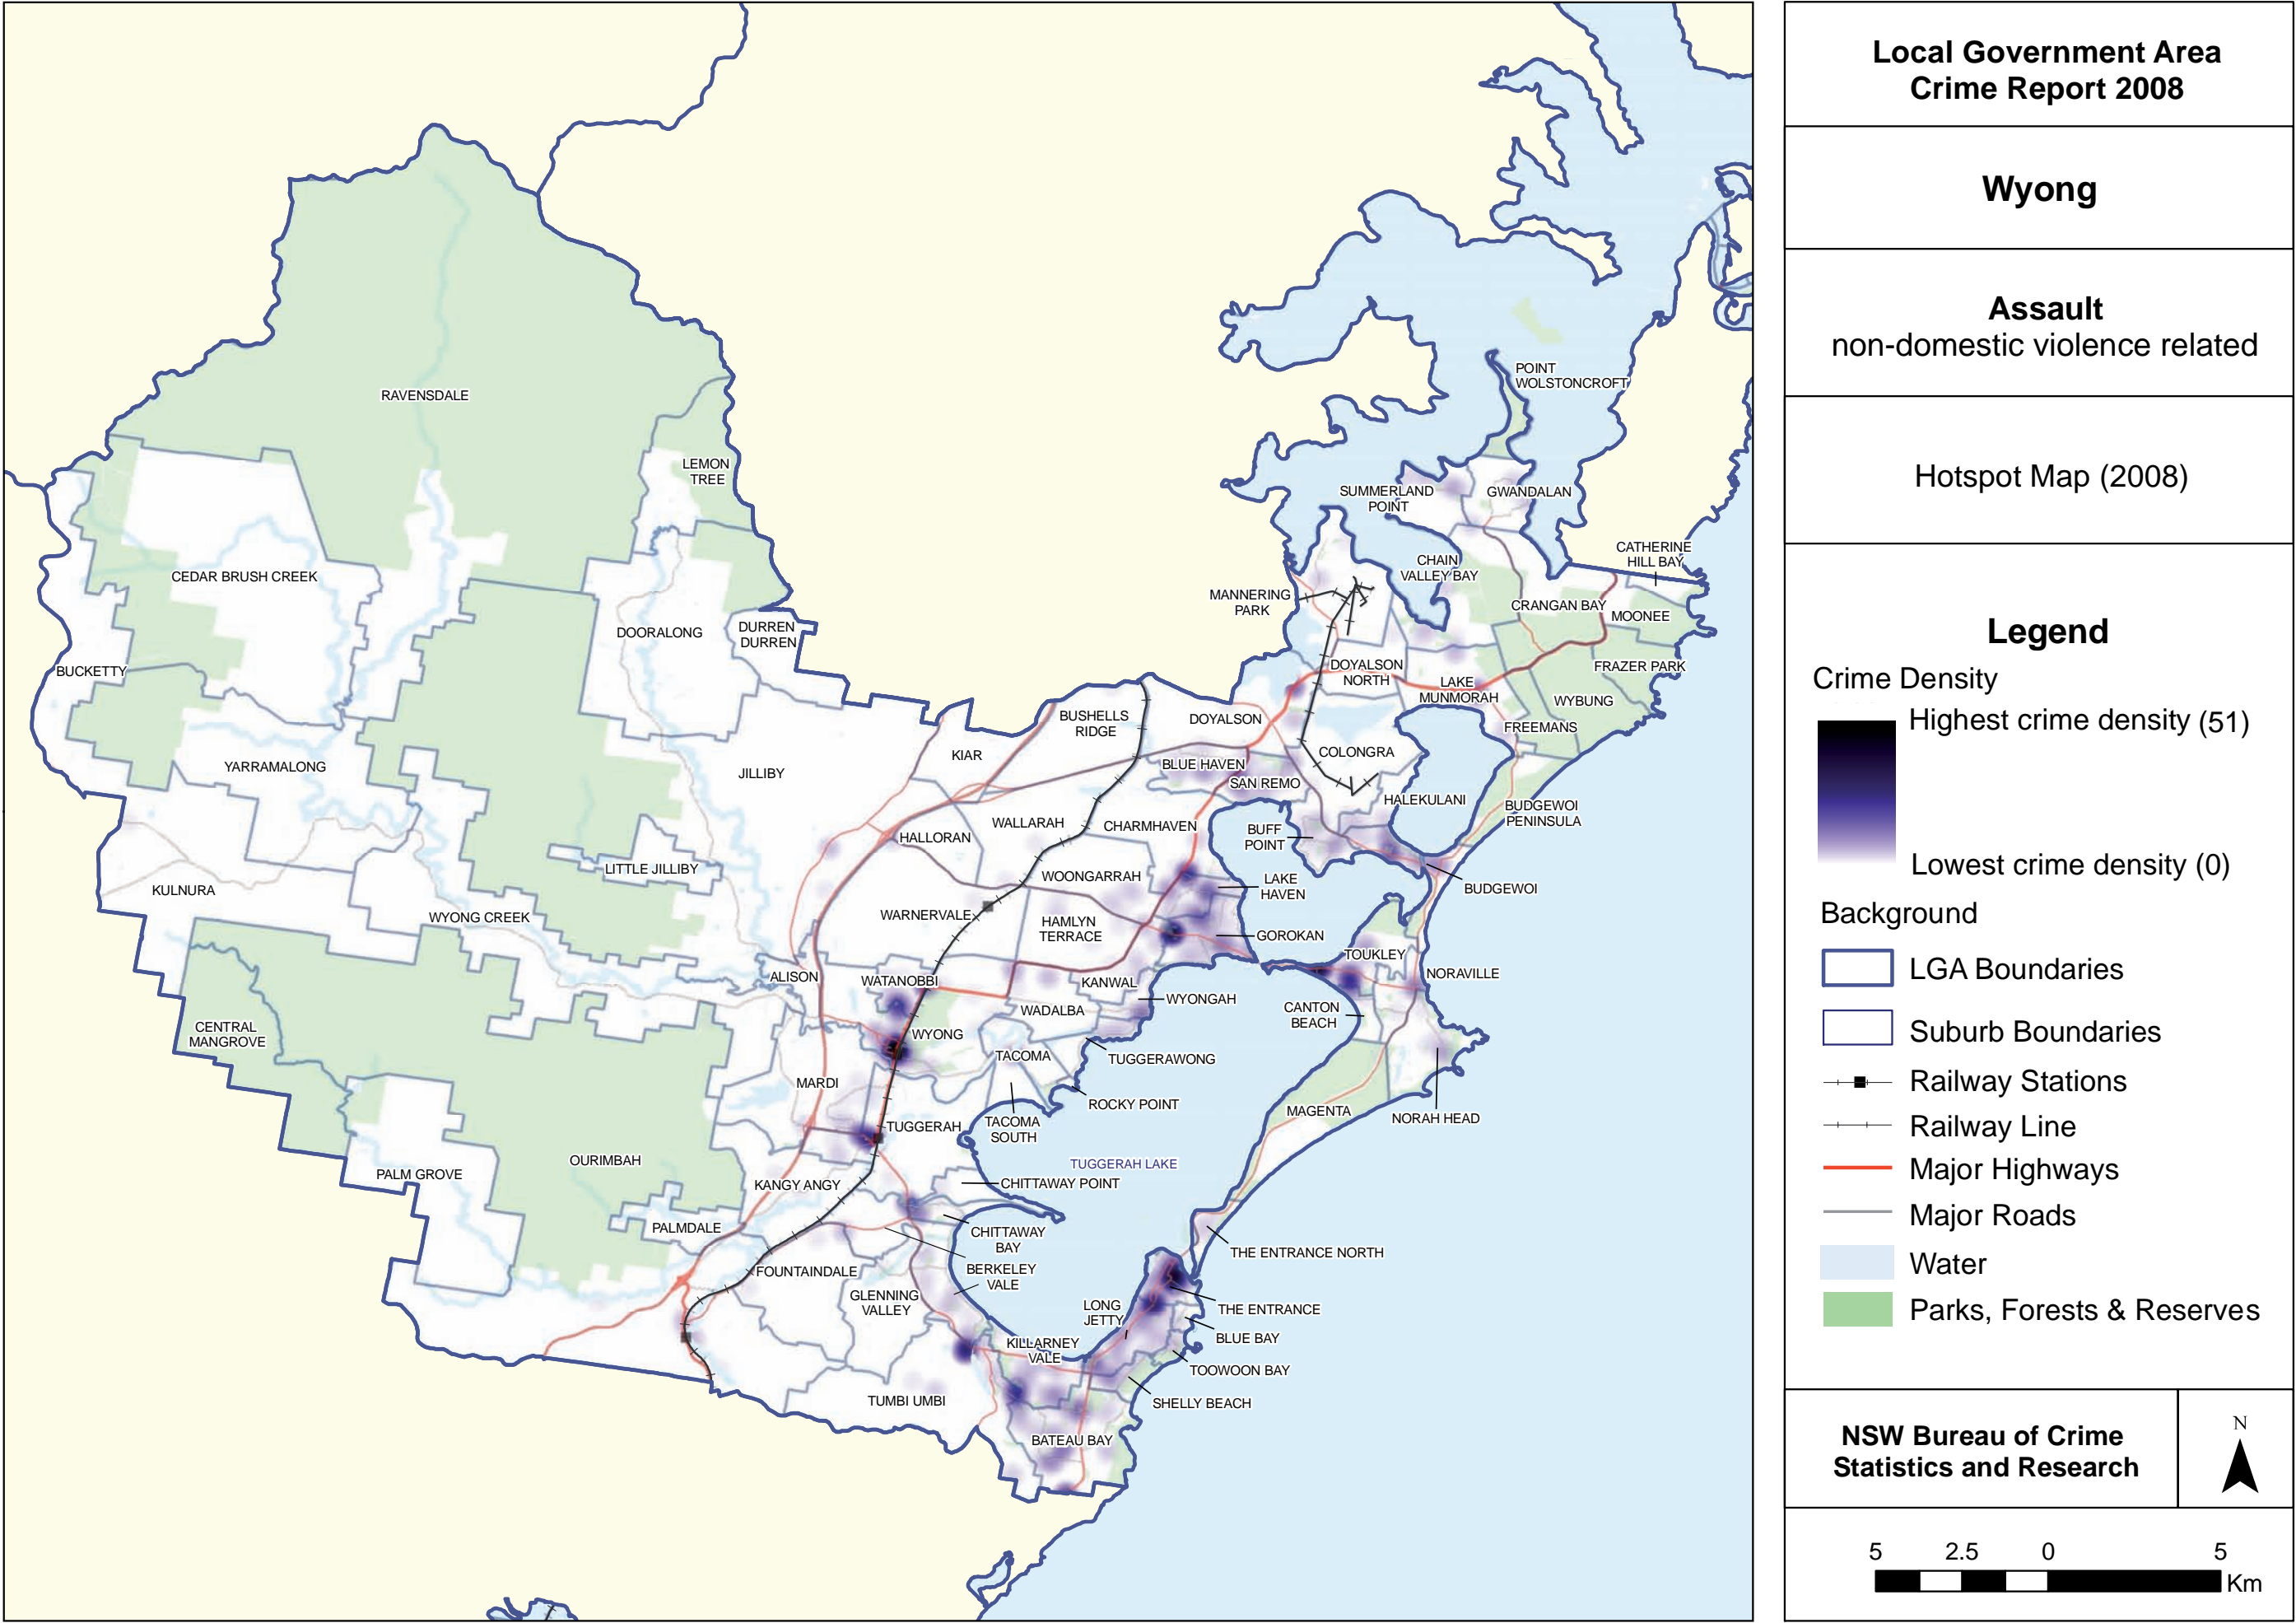 Local Government Area
Crime Report 2008
Wyong
Assault
non-domestic violence related
Hotspot Map (2008)
Legend
Crime Density
Highest crime density (51)
Lowest crime density (0)
Background
LGA Boundaries
Suburb Boundaries
Railway Stations
Railway Line
Major Highways
Major Roads
Water
Parks, Forests & Reserves
NSW Bureau of Crime
Statistics and Research
N
5 2.5 0 5
Km
POINT
WOLSTONCROFT
RAVENSDALE
LEMON
TREE
SUMMERLAND
POINT
GWANDALAN
CATHERINE
HILL BAY
CHAIN
VALLEY BAY
CEDAR BRUSH CREEK
MANNERING
PARK
CRANGAN BAY
MOONEE
DOORALONG
DURREN
DURREN
BUCKETTY
DOYALSON
NORTH
FRAZER PARK
LAKE
MUNMORAH
WYBUNG
BUSHELLS
RIDGE
DOYALSON
FREEMANS
KIAR
COLONGRA
YARRAMALONG
JILLIBY
BLUE HAVEN
SAN REMO
HALEKULANI
BUDGEWOI
PENINSULA
WALLARAH
CHARMHAVEN
BUFF
POINT
HALLORAN
LITTLE JILLIBY
WOONGARRAH
LAKE
HAVEN
BUDGEWOI
KULNURA
WYONG CREEK
WARNERVALE
HAMLYN
TERRACE
GOROKAN
TOUKLEY
NORAVILLE
ALISON
WATANOBBI
KANWAL
WYONGAH
WADALBA
CANTON
BEACH
CENTRAL
MANGROVE
WYONG
TACOMA
TUGGERAWONG
MARDI
ROCKY POINT
MAGENTA
NORAH HEAD
TUGGERAH
TACOMA
SOUTH
OURIMBAH
TUGGERAH LAKE
PALM GROVE
KANGY ANGY
CHITTAWAY POINT
PALMDALE
CHITTAWAY
BAY
THE ENTRANCE NORTH
FOUNTAINDALE
BERKELEY
VALE
GLENNING
VALLEY
LONG
JETTY
THE ENTRANCE
BLUE BAY
KILLARNEY
VALE
TOOWOON BAY
TUMBI UMBI
SHELLY BEACH
BATEAU BAY